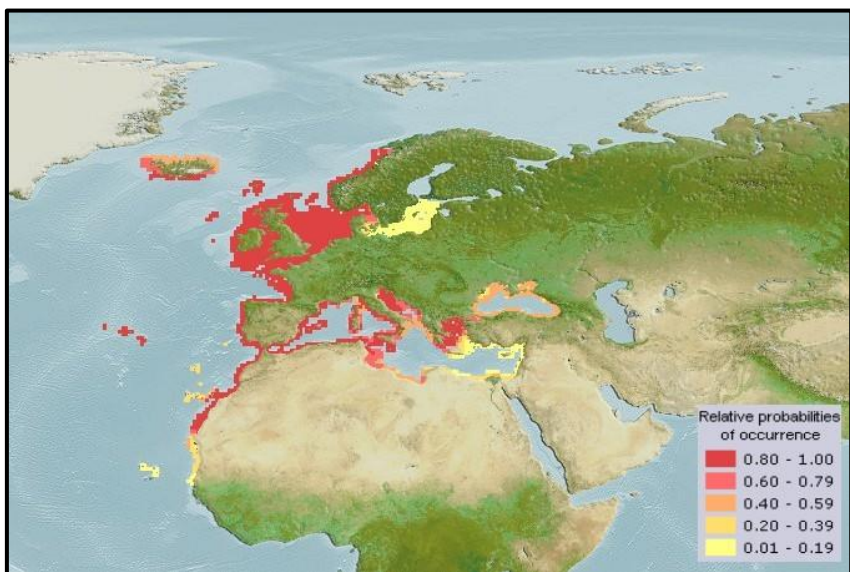 Relative probabilities
of occurrence
0.80 - 1.00
0.60 - 0.79
0.40 - 0.59
0.20 - 0.39
0.01 - 0.19